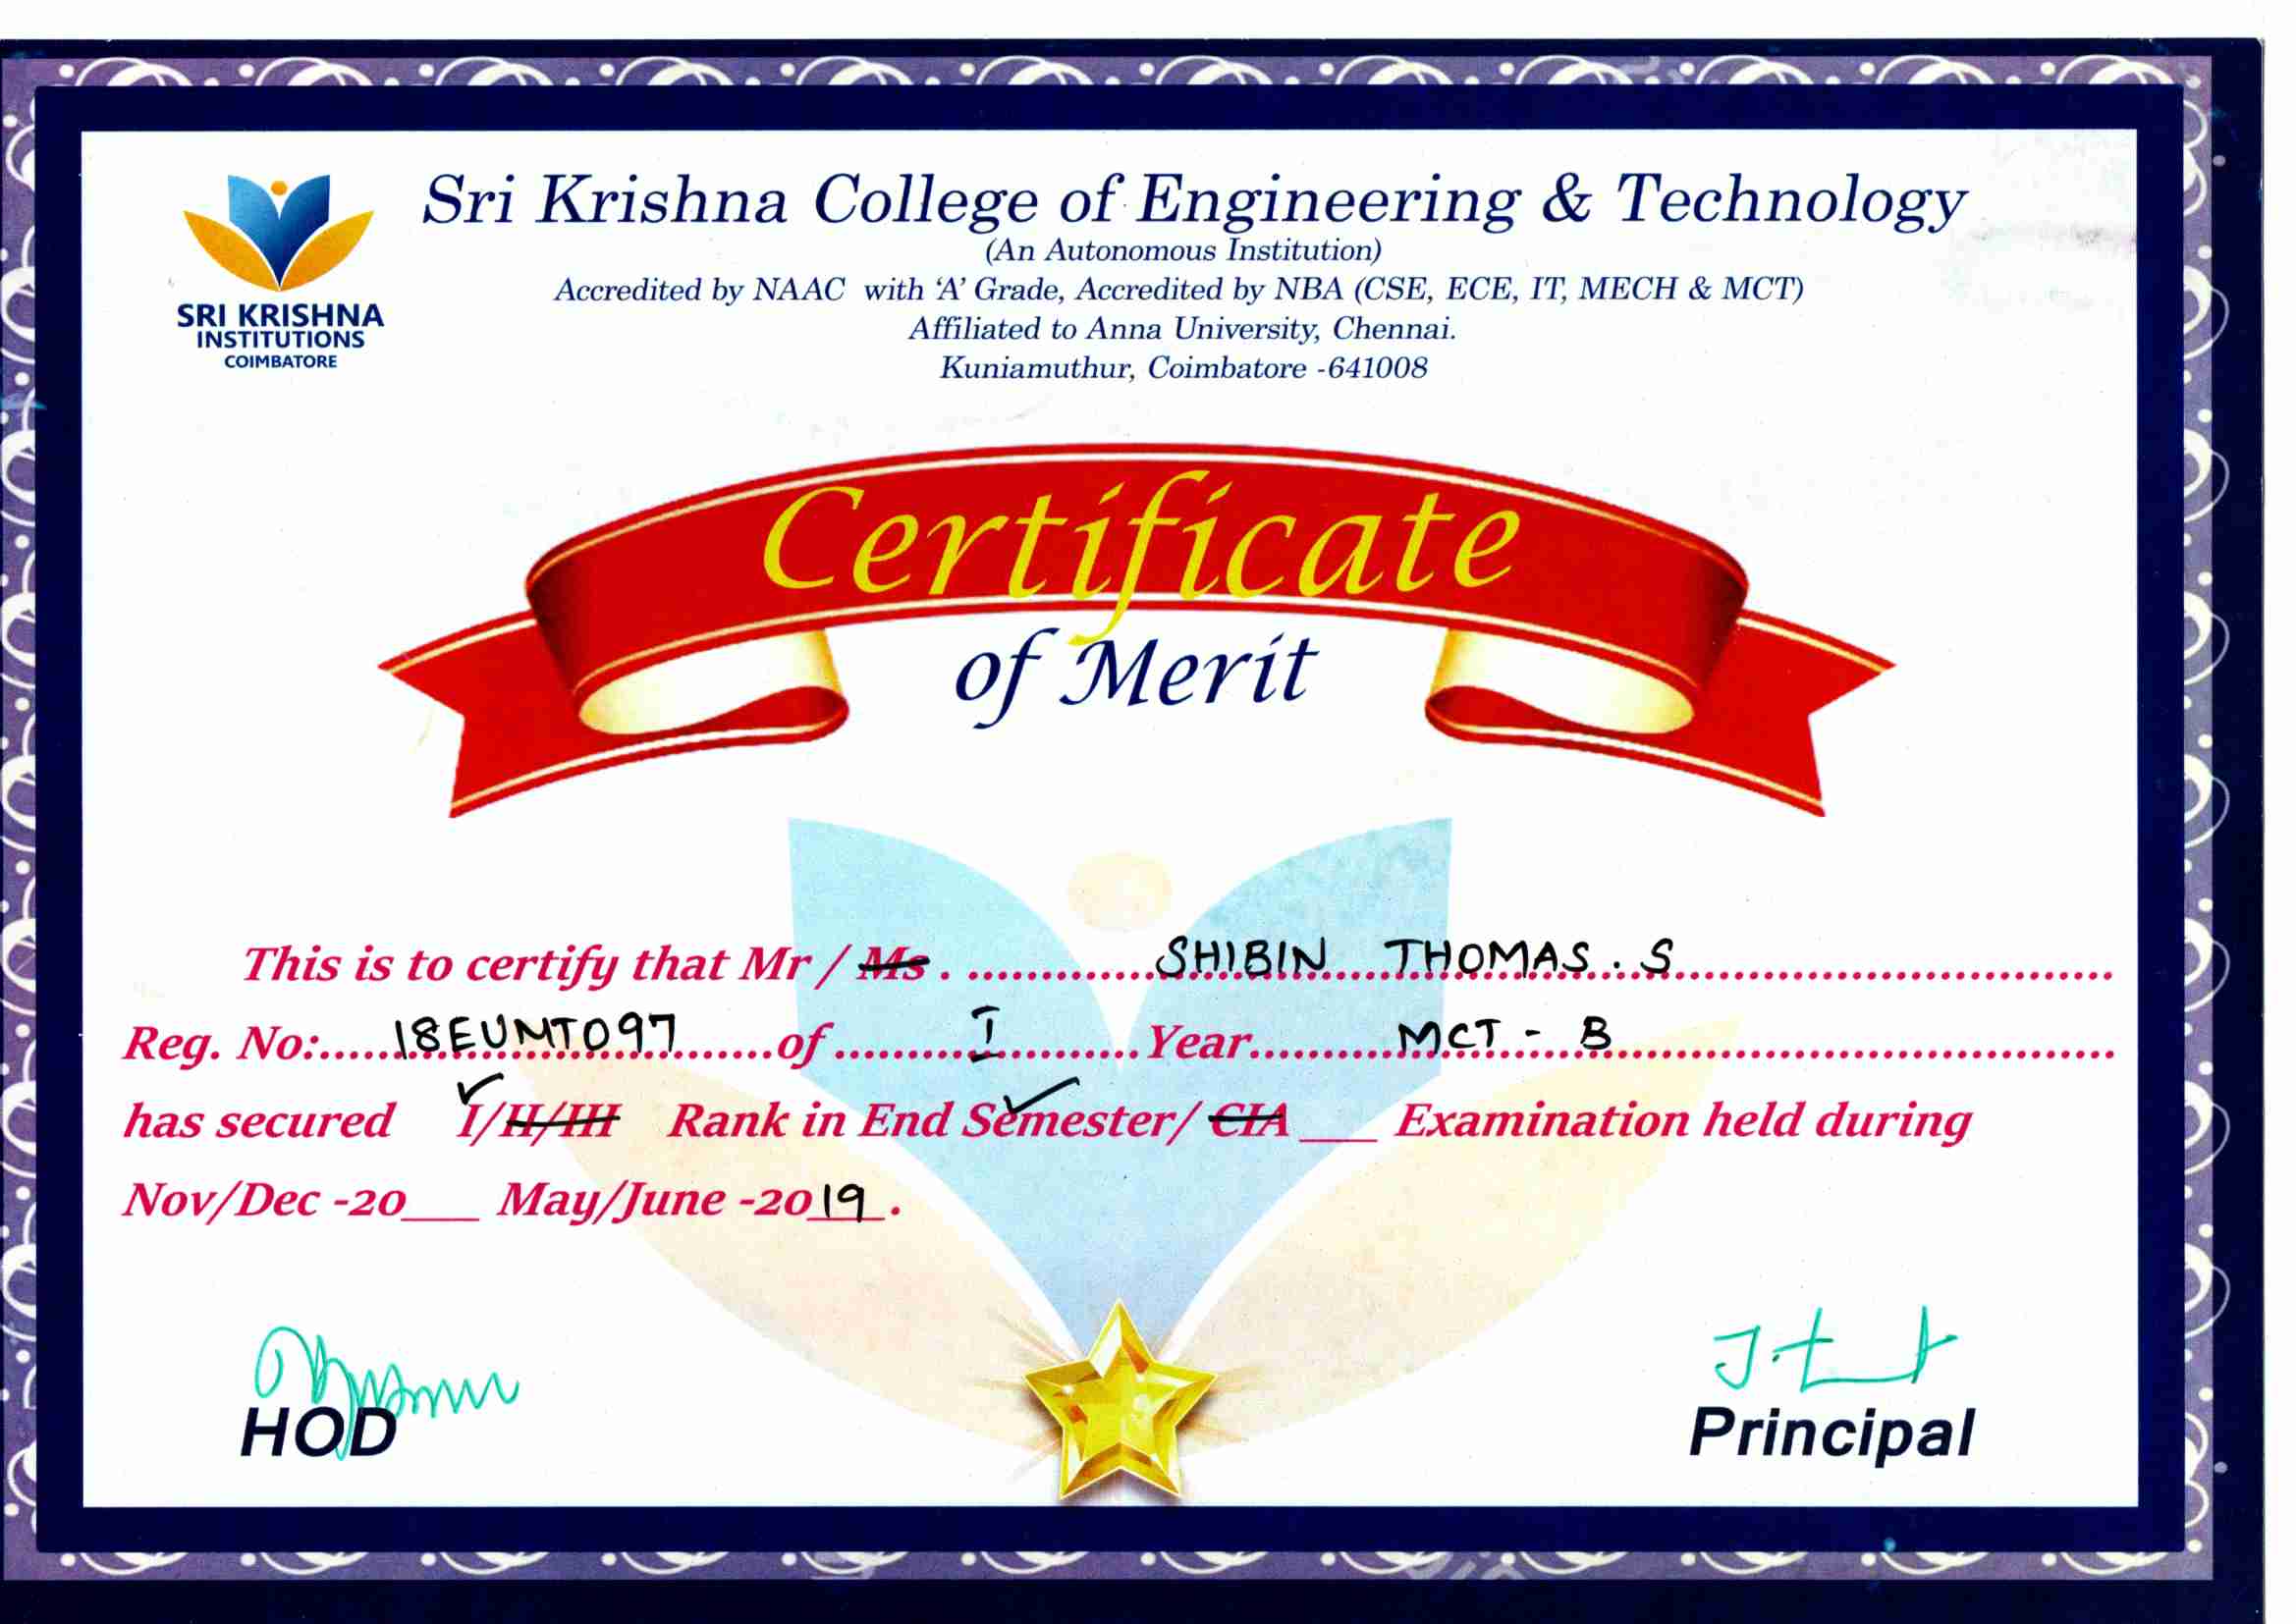 Sri Krishna College of Engineering & Technology
(An Autonomous Institution)
Accredited by NAAC with ‘A’ Grade, Accredited by NBA (CSE, ECE, IT, MECH & MCT)
Affiliated to Anna University, Chennai.
Kuniamuthur, Coimbatore -641008
SRI KRISHNA
INSTITUTIONS
COIMBATORE
Certificate
of Merit
This is to certify that Mr / Ms . SHIBIN THOMAS . S
Reg. No: 18EUMT097 of I Year MCT - B
has secured I/II/III Rank in End Semester/ CIA ___ Examination held during
Nov/Dec -20___ May/June -2019.
HOD
Principal